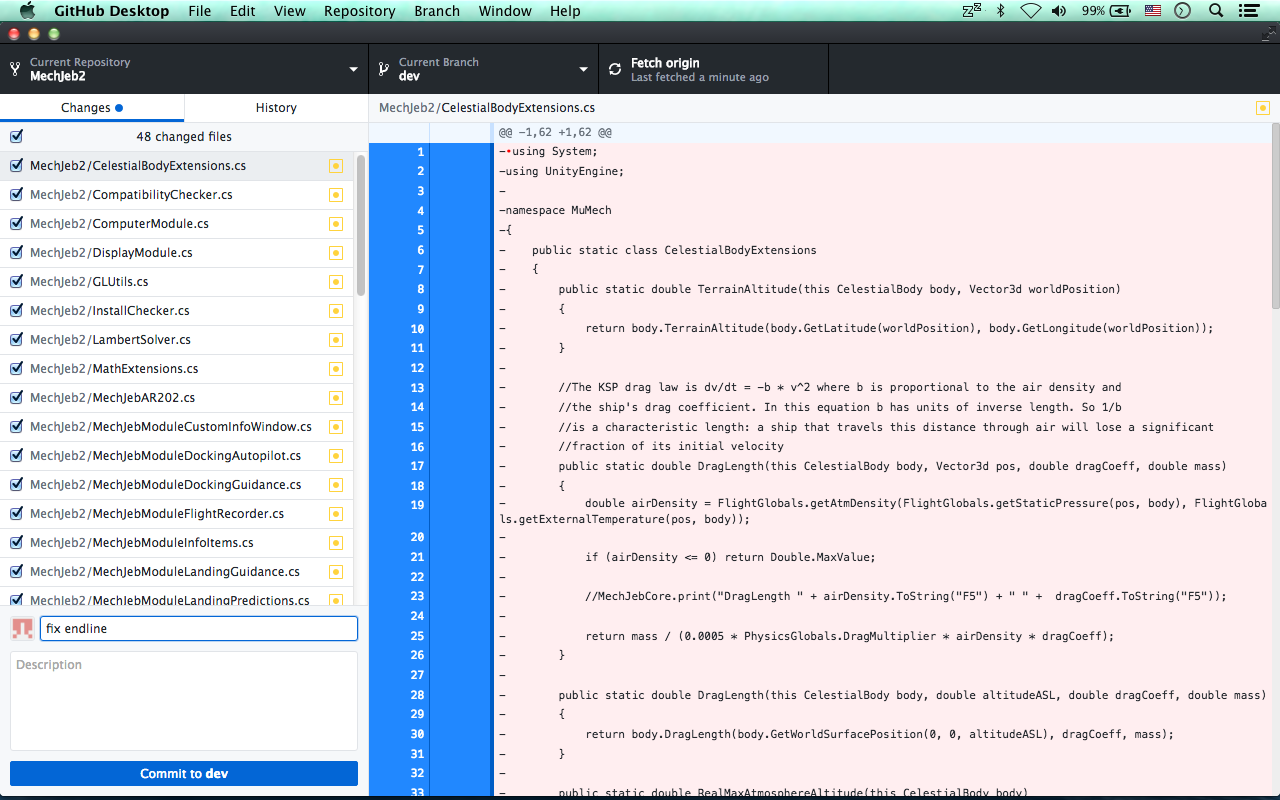 GitHub Desktop File Edit View Repository Branch Window Help 99%
Current Repository
MechJeb2
Current Branch
dev
Fetch origin
Last fetched a minute ago
Changes History
MechJeb2/CelestialBodyExtensions.cs
48 changed files
MechJeb2/CelestialBodyExtensions.cs
MechJeb2/CompatibilityChecker.cs
MechJeb2/ComputerModule.cs
MechJeb2/DisplayModule.cs
MechJeb2/GLUtils.cs
MechJeb2/InstallChecker.cs
MechJeb2/LambertSolver.cs
MechJeb2/MathExtensions.cs
MechJeb2/MechJebAR202.cs
MechJeb2/MechJebModuleCustomInfoWindow.cs
MechJeb2/MechJebModuleDockingAutopilot.cs
MechJeb2/MechJebModuleDockingGuidance.cs
MechJeb2/MechJebModuleFlightRecorder.cs
MechJeb2/MechJebModuleInfoItems.cs
MechJeb2/MechJebModuleLandingGuidance.cs
MechJeb2/MechJebModuleLandingPredictions.cs
fix endline
Description
Commit to dev
@@ -1,62 +1,62 @@
1 -•using System;
2 -using UnityEngine;
3 -
4 -namespace MuMech
5 -{
6 -    public static class CelestialBodyExtensions
7 -    {
8 -        public static double TerrainAltitude(this CelestialBody body, Vector3d worldPosition)
9 -        {
10 -            return body.TerrainAltitude(body.GetLatitude(worldPosition), body.GetLongitude(worldPosition));
11 -        }
12 -
13 -        //The KSP drag law is dv/dt = -b * v^2 where b is proportional to the air density and
14 -        //the ship's drag coefficient. In this equation b has units of inverse length. So 1/b
15 -        //is a characteristic length: a ship that travels this distance through air will lose a significant
16 -        //fraction of its initial velocity
17 -        public static double DragLength(this CelestialBody body, Vector3d pos, double dragCoeff, double mass)
18 -        {
19 -            double airDensity = FlightGlobals.getAtmDensity(FlightGlobals.getStaticPressure(pos, body), FlightGloba
ls.getExternalTemperature(pos, body));
20 -
21 -            if (airDensity <= 0) return Double.MaxValue;
22 -
23 -            //MechJebCore.print("DragLength " + airDensity.ToString("F5") + " " +  dragCoeff.ToString("F5"));
24 -
25 -            return mass / (0.0005 * PhysicsGlobals.DragMultiplier * airDensity * dragCoeff);
26 -        }
27 -
28 -        public static double DragLength(this CelestialBody body, double altitudeASL, double dragCoeff, double mass)
29 -        {
30 -            return body.DragLength(body.GetWorldSurfacePosition(0, 0, altitudeASL), dragCoeff, mass);
31 -        }
32 -
33 -        public static double RealMaxAtmosphereAltitude(this CelestialBody body)